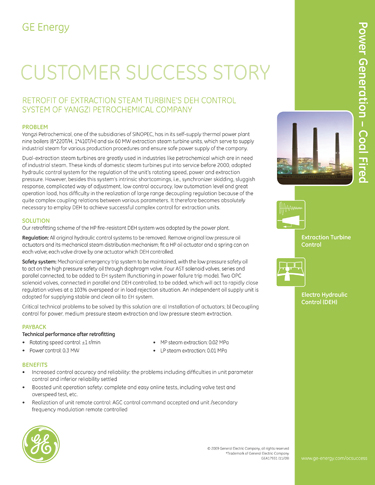 GE Energy
Power Generation – Coal Fired
CUSTOMER SUCCESS STORY
RETROFIT OF EXTRACTION STEAM TURBINE'S DEH CONTROL
SYSTEM OF YANGZI PETROCHEMICAL COMPANY
PROBLEM
Yangzi Petrochemical, one of the subsidiaries of SINOPEC, has in its self-supply thermal power plant
nine boilers (8*220T/H, 1*410T/H) and six 60 MW extraction steam turbine units, which serve to supply
industrial steam for various production procedures and ensure safe power supply of the company.
Dual-extraction steam turbines are greatly used in industries like petrochemical which are in need
of industrial steam. These kinds of domestic steam turbines put into service before 2000, adopted
hydraulic control system for the regulation of the unit's rotating speed, power and extraction
pressure. However, besides this system's intrinsic shortcomings, i.e., synchronizer skidding, sluggish
response, complicated way of adjustment, low control accuracy, low automation level and great
operation load, has difficulty in the realization of large range decoupling regulation because of the
quite complex coupling relations between various parameters. It therefore becomes absolutely
necessary to employ DEH to achieve successful complex control for extraction units.
SOLUTION
Our retrofitting scheme of the HP fire-resistant DEH system was adopted by the power plant.
Regulation: All original hydraulic control systems to be removed. Remove original low pressure oil
actuators and its mechanical steam distribution mechanism; fit a HP oil actuator and a spring can on
each valve; each valve drove by one actuator which DEH controlled.
Safety system: Mechanical emergency trip system to be maintained, with the low pressure safety oil
to act on the high pressure safety oil through diaphragm valve. Four AST solenoid valves, series and
parallel connected, to be added to EH system (functioning in power failure trip mode). Two OPC
solenoid valves, connected in parallel and DEH controlled, to be added, which will act to rapidly close
regulation valves at ≥ 103% overspeed or in load rejection situation. An independent oil supply unit is
adopted for supplying stable and clean oil to EH system.
Critical technical problems to be solved by this solution are: a) Installation of actuators; b) Decoupling
control for power, medium pressure steam extraction and low pressure steam extraction.
PAYBACK
Technical performance after retrofitting
• Rotating speed control: ±1 r/min
• Power control: 0.3 MW
• MP steam extraction: 0.02 MPa
• LP steam extraction: 0.01 MPa
BENEFITS
• Increased control accuracy and reliability: the problems including difficulties in unit parameter
control and inferior reliability settled
• Boosted unit operation safety: complete and easy online tests, including valve test and
overspeed test, etc.
• Realization of unit remote control: AGC control command accepted and unit /secondary
frequency modulation remote controlled
Extraction Turbine
Control
Electro Hydraulic
Control (DEH)
© 2009 General Electric Company, all rights reserved
*Trademark of General Electric Company
www.ge-energy.com/success